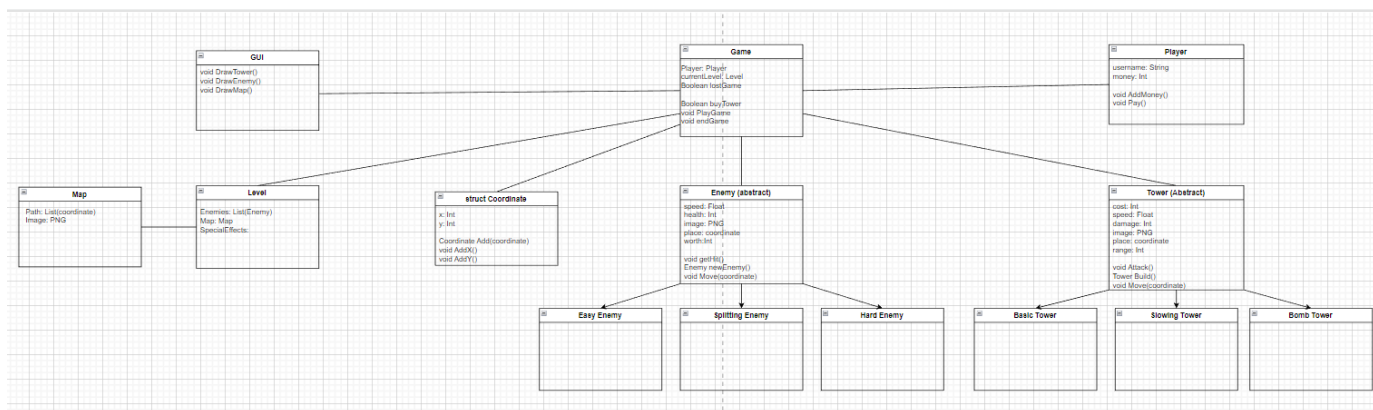 GUI
void DrawTower()
void DrawEnemy()
void DrawMap()
Game
Player: Player
currentLevel: Level
Boolean lostGame
Boolean buyTower
void PlayGame
void endGame
Player
username: String
money: Int
void AddMoney()
void Pay()
Map
Path: List(coordinate)
Image: PNG
Level
Enemies: List(Enemy)
Map: Map
SpecialEffects:
struct Coordinate
x: Int
y: Int
Coordinate Add(coordinate)
void AddX()
void AddY()
Enemy (abstract)
speed: Float
health: Int
image: PNG
place: coordinate
worth:Int
void getHit()
Enemy newEnemy()
void Move(coordinate)
Tower (Abstract)
cost: Int
speed: Float
damage: Int
image: PNG
place: coordinate
range: Int
void Attack()
Tower Build()
void Move(coordinate)
Easy Enemy
Splitting Enemy
Hard Enemy
Basic Tower
Slowing Tower
Bomb Tower